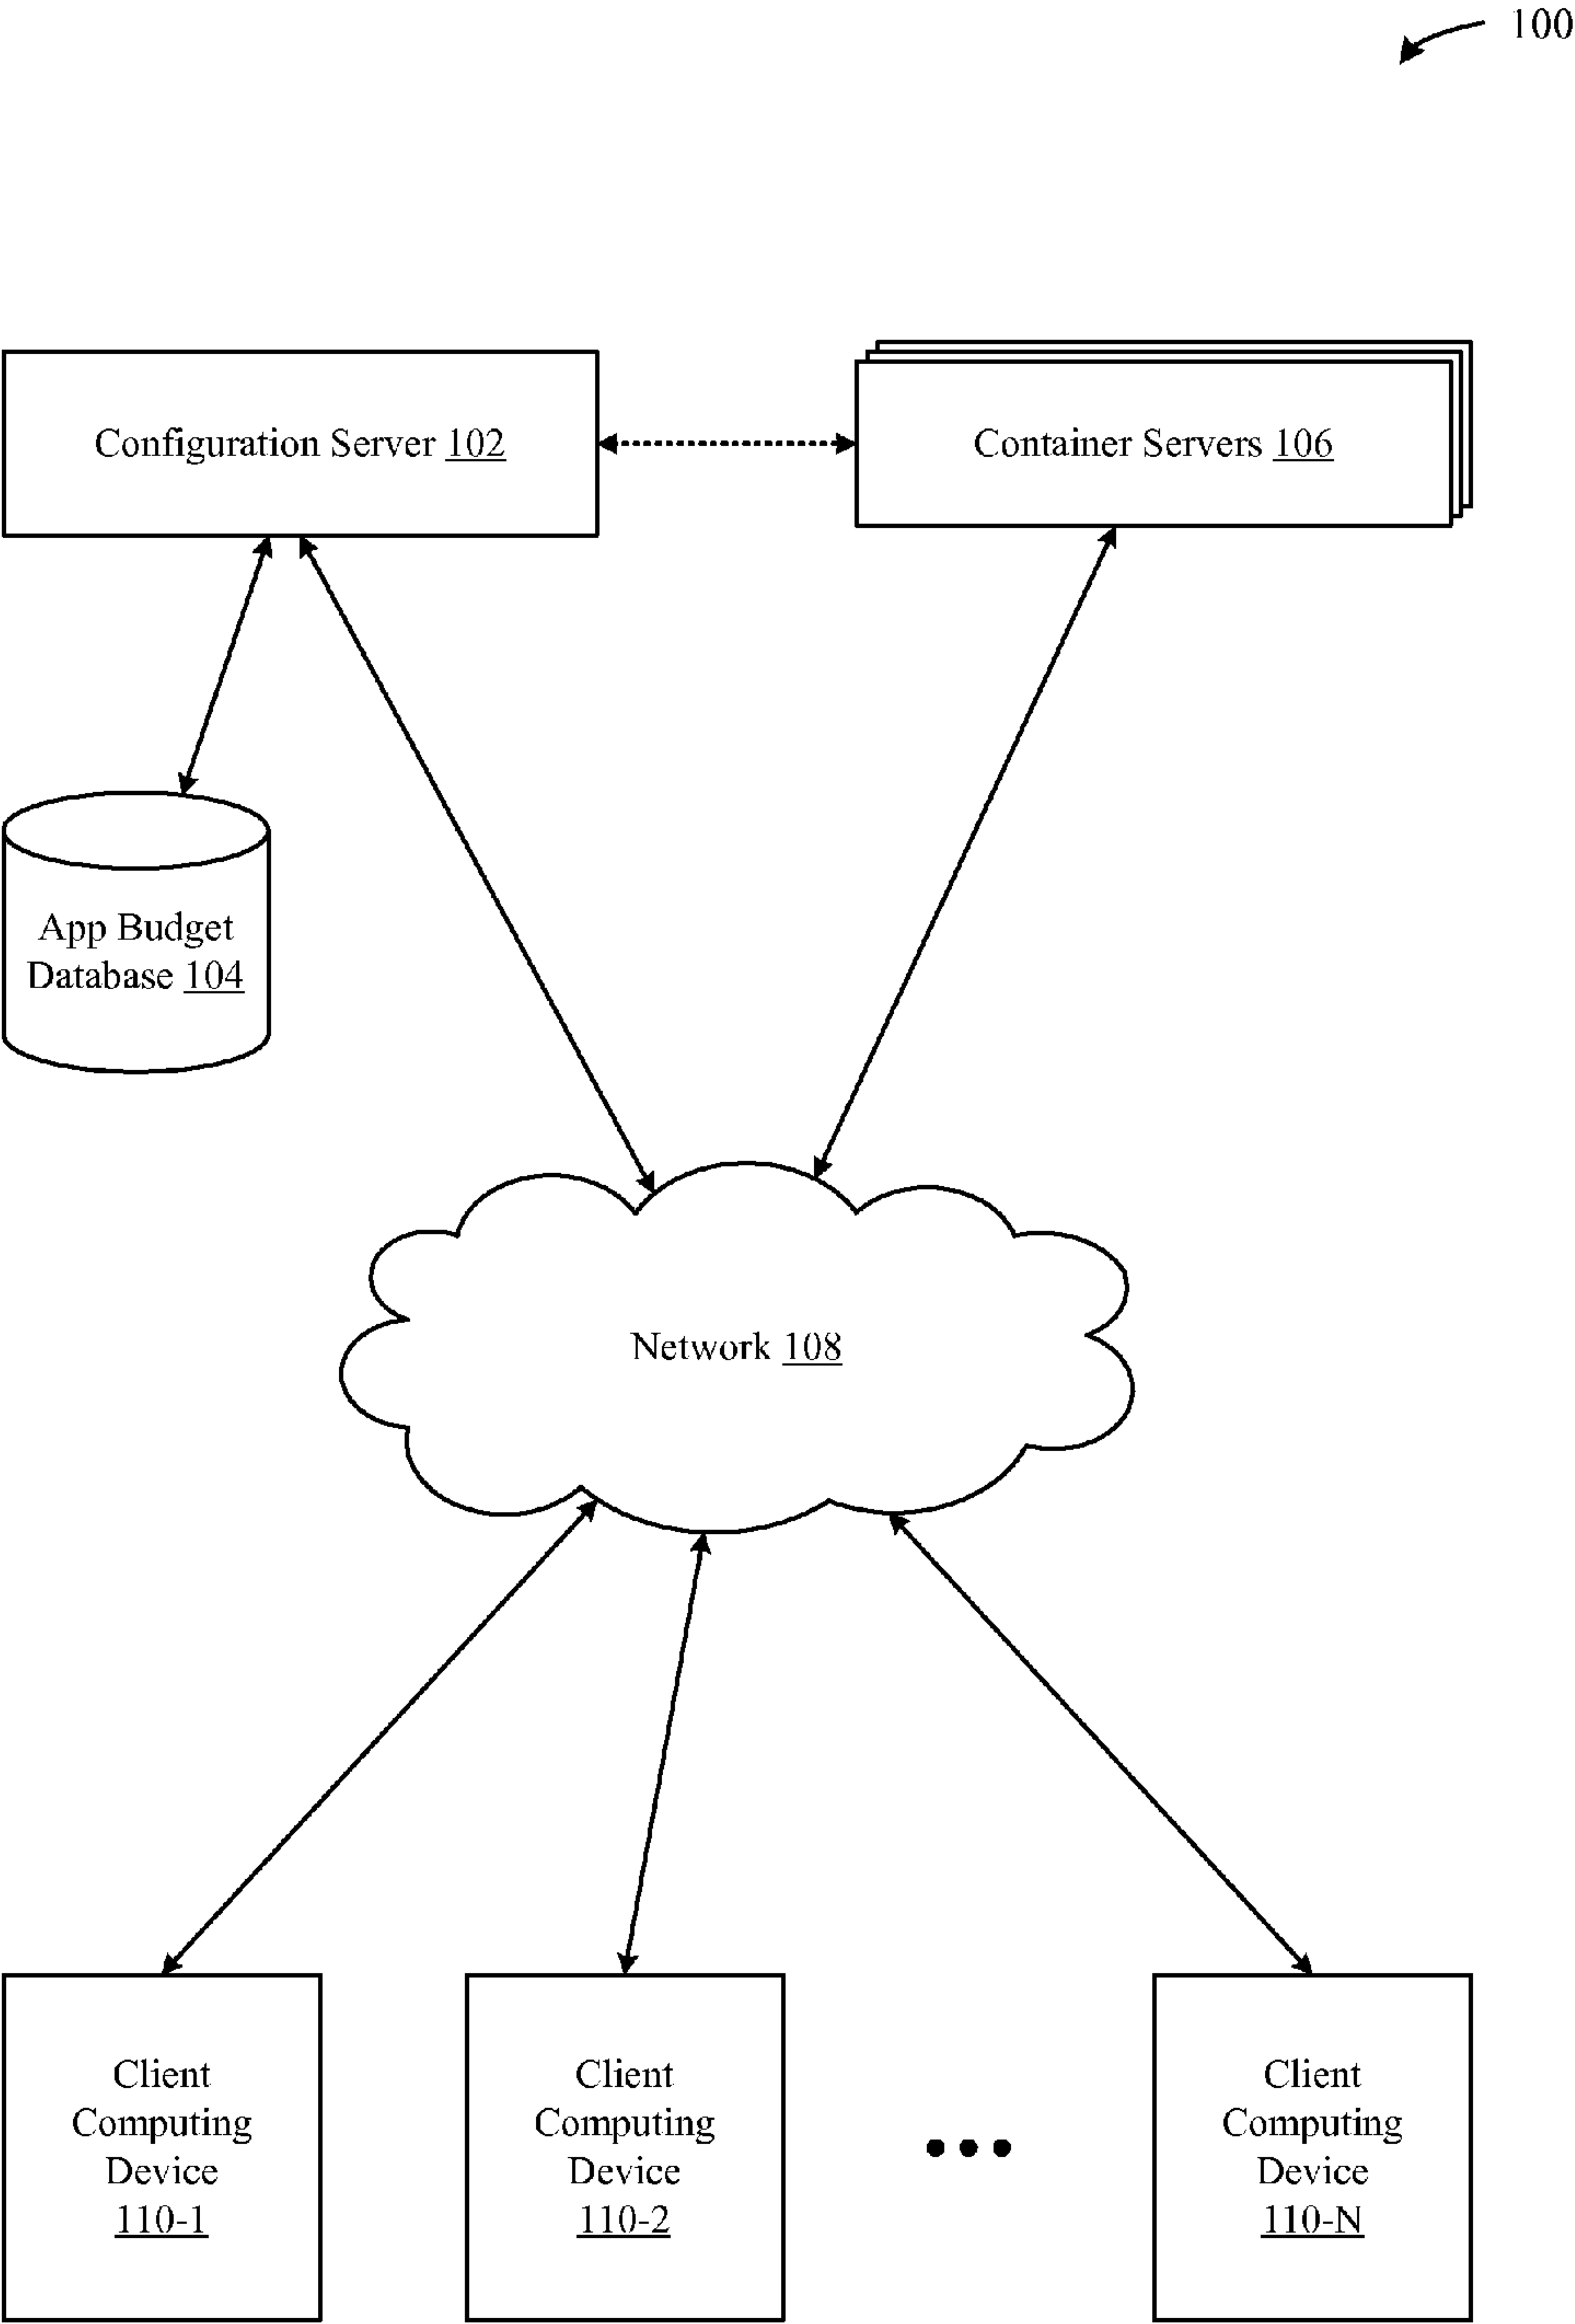 100
Configuration Server 102
Container Servers 106
App Budget
Database 104
Network 108
Client
Computing
Device
110-1
Client
Computing
Device
110-2
Client
Computing
Device
110-N